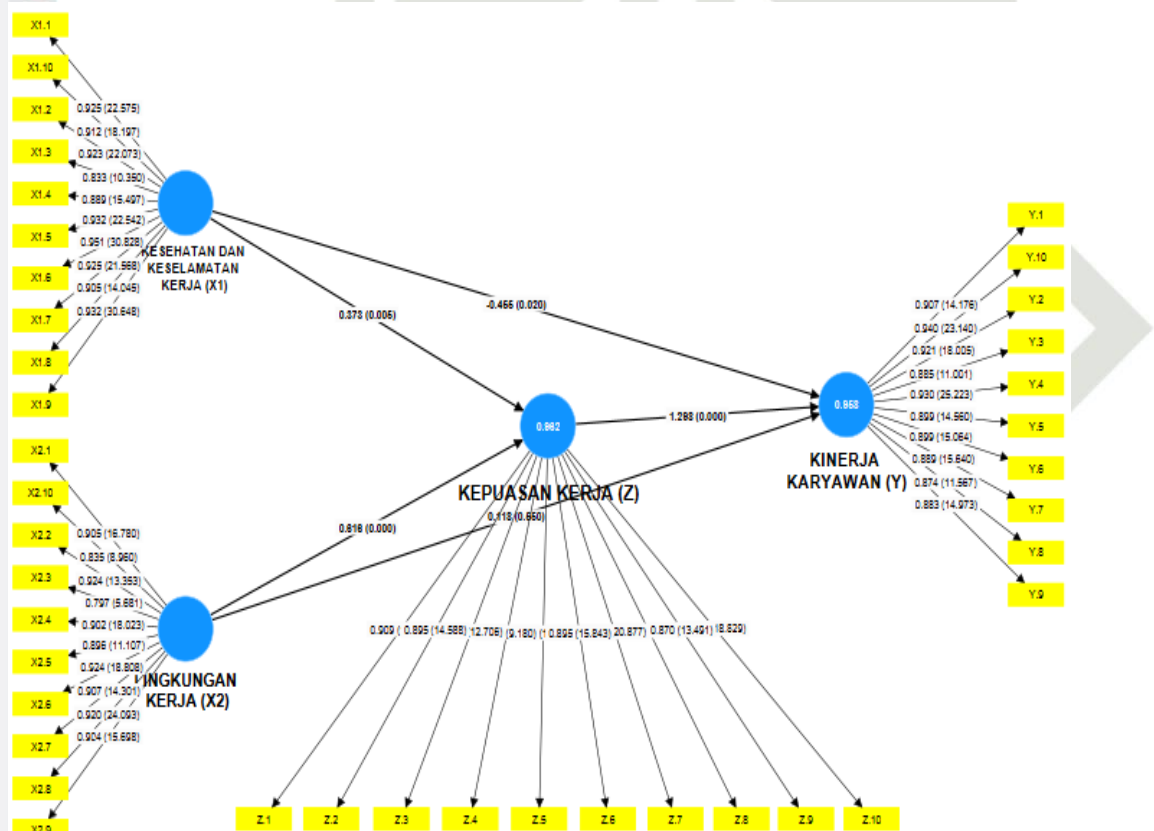 X1.1
X1.10
X1.2
X1.3
X1.4
X1.5
X1.6
X1.7
X1.8
X1.9
0.925 (22.575)
0.912 (18.197)
0.923 (22.073)
0.833 (10.350)
0.889 (15.497)
0.932 (22.542)
0.951 (30.828)
0.925 (21.568)
0.905 (14.045)
0.932 (30.648)
KESEHATAN DAN
KESELAMATAN
KERJA (X1)
0.373 (0.005)
-0.455 (0.020)
X2.1
X2.10
X2.2
X2.3
X2.4
X2.5
X2.6
X2.7
X2.8
X2.9
0.905 (16.780)
0.835 (8.960)
0.924 (13.353)
0.797 (5.681)
0.902 (18.023)
0.896 (11.107)
0.924 (18.808)
0.907 (14.301)
0.920 (24.093)
0.904 (15.698)
LINGKUNGAN
KERJA (X2)
0.616 (0.000)
0.118 (0.550)
0.962
KEPUASAN KERJA (Z)
1.298 (0.000)
0.909 ( 0.895 (14.588) 12.706) (9.180) ( 0.895 (15.843) 20.877) 0.870 (13.491) 18.829)
Z.1 Z.2 Z.3 Z.4 Z.5 Z.6 Z.7 Z.8 Z.9 Z.10
0.958
KINERJA
KARYAWAN (Y)
0.907 (14.176)
0.940 (23.140)
0.921 (18.005)
0.885 (11.001)
0.930 (25.223)
0.899 (14.560)
0.899 (15.064)
0.889 (15.640)
0.874 (11.567)
0.883 (14.973)
Y.1
Y.10
Y.2
Y.3
Y.4
Y.5
Y.6
Y.7
Y.8
Y.9